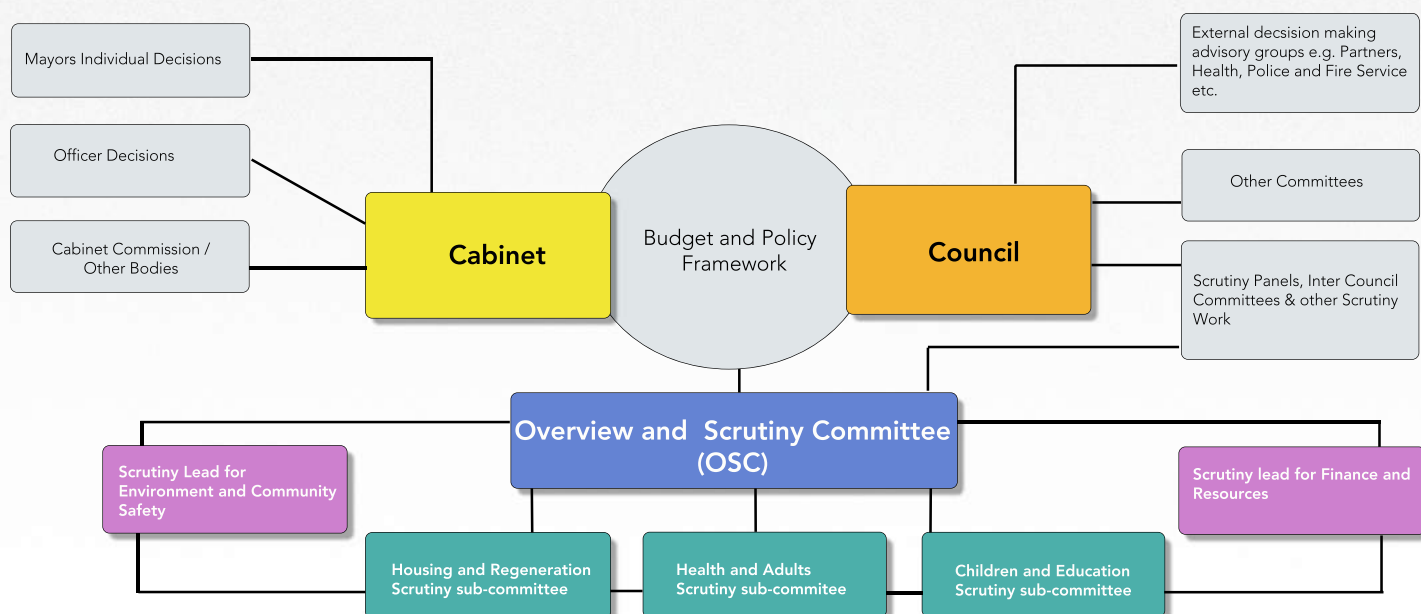 Mayors Individual Decisions
Officer Decisions
Cabinet Commission /
Other Bodies
Cabinet
Budget and Policy
Framework
Council
External decsision making
advisory groups e.g. Partners,
Health, Police and Fire Service
etc.
Other Committees
Scrutiny Panels, Inter Council
Committees & other Scrutiny
Work
Overview and Scrutiny Committee
(OSC)
Scrutiny Lead for
Environment and Community
Safety
Scrutiny lead for Finance and
Resources
Housing and Regeneration
Scrutiny sub-committee
Health and Adults
Scrutiny sub-commitee
Children and Education
Scrutiny sub-committee